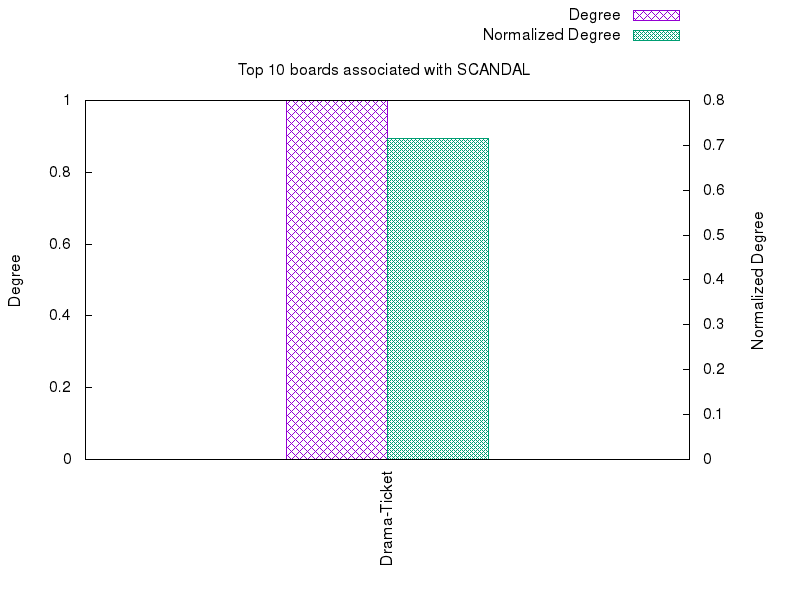 Degree
Normalized Degree
Top 10 boards associated with SCANDAL
1
0.8
0.6
0.4
0.2
0
0.8
0.7
0.6
0.5
0.4
0.3
0.2
0.1
0
Degree
Normalized Degree
Drama-Ticket